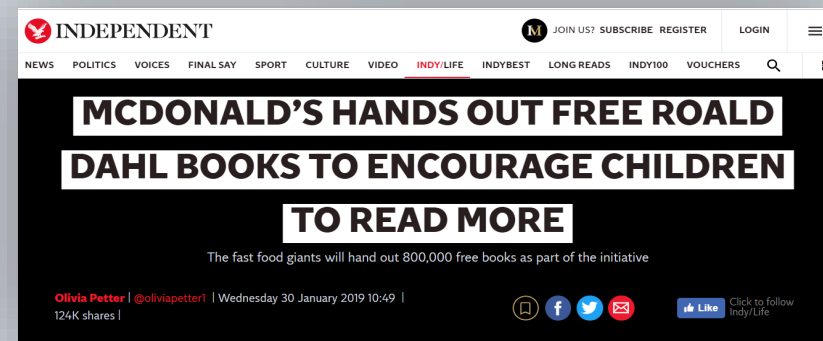 INDEPENDENT
M JOIN US? SUBSCRIBE REGISTER LOGIN
NEWS POLITICS VOICES FINAL SAY SPORT CULTURE VIDEO INDY/LIFE INDYBEST LONG READS INDY100 VOUCHERS
MCDONALD'S HANDS OUT FREE ROALD
DAHL BOOKS TO ENCOURAGE CHILDREN
TO READ MORE
The fast food giants will hand out 800,000 free books as part of the initiative
Olivia Petter | @oliviapetter1 | Wednesday 30 January 2019 10:49 |
124K shares |
f
Like
Click to follow
Indy/Life